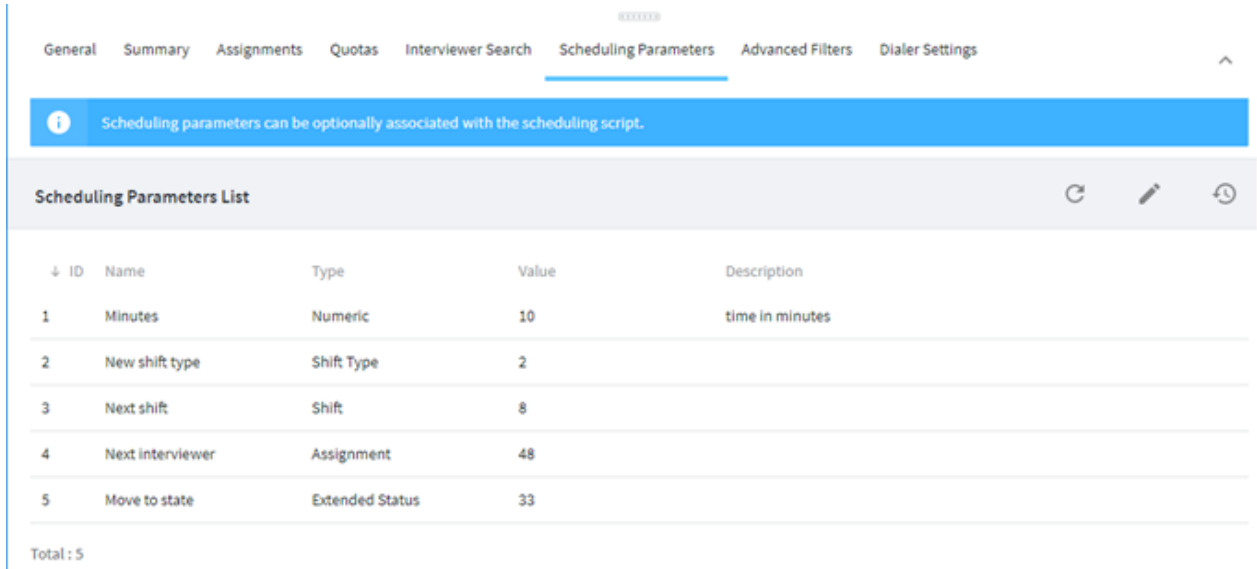 General Summary Assignments Quotas Interviewer Search Scheduling Parameters Advanced Filters Dialer Settings
Scheduling parameters can be optionally associated with the scheduling script.
Scheduling Parameters List
↓ ID Name Type Value Description
1 Minutes Numeric 10 time in minutes
2 New shift type Shift Type 2
3 Next shift Shift 8
4 Next interviewer Assignment 48
5 Move to state Extended Status 33
Total : 5